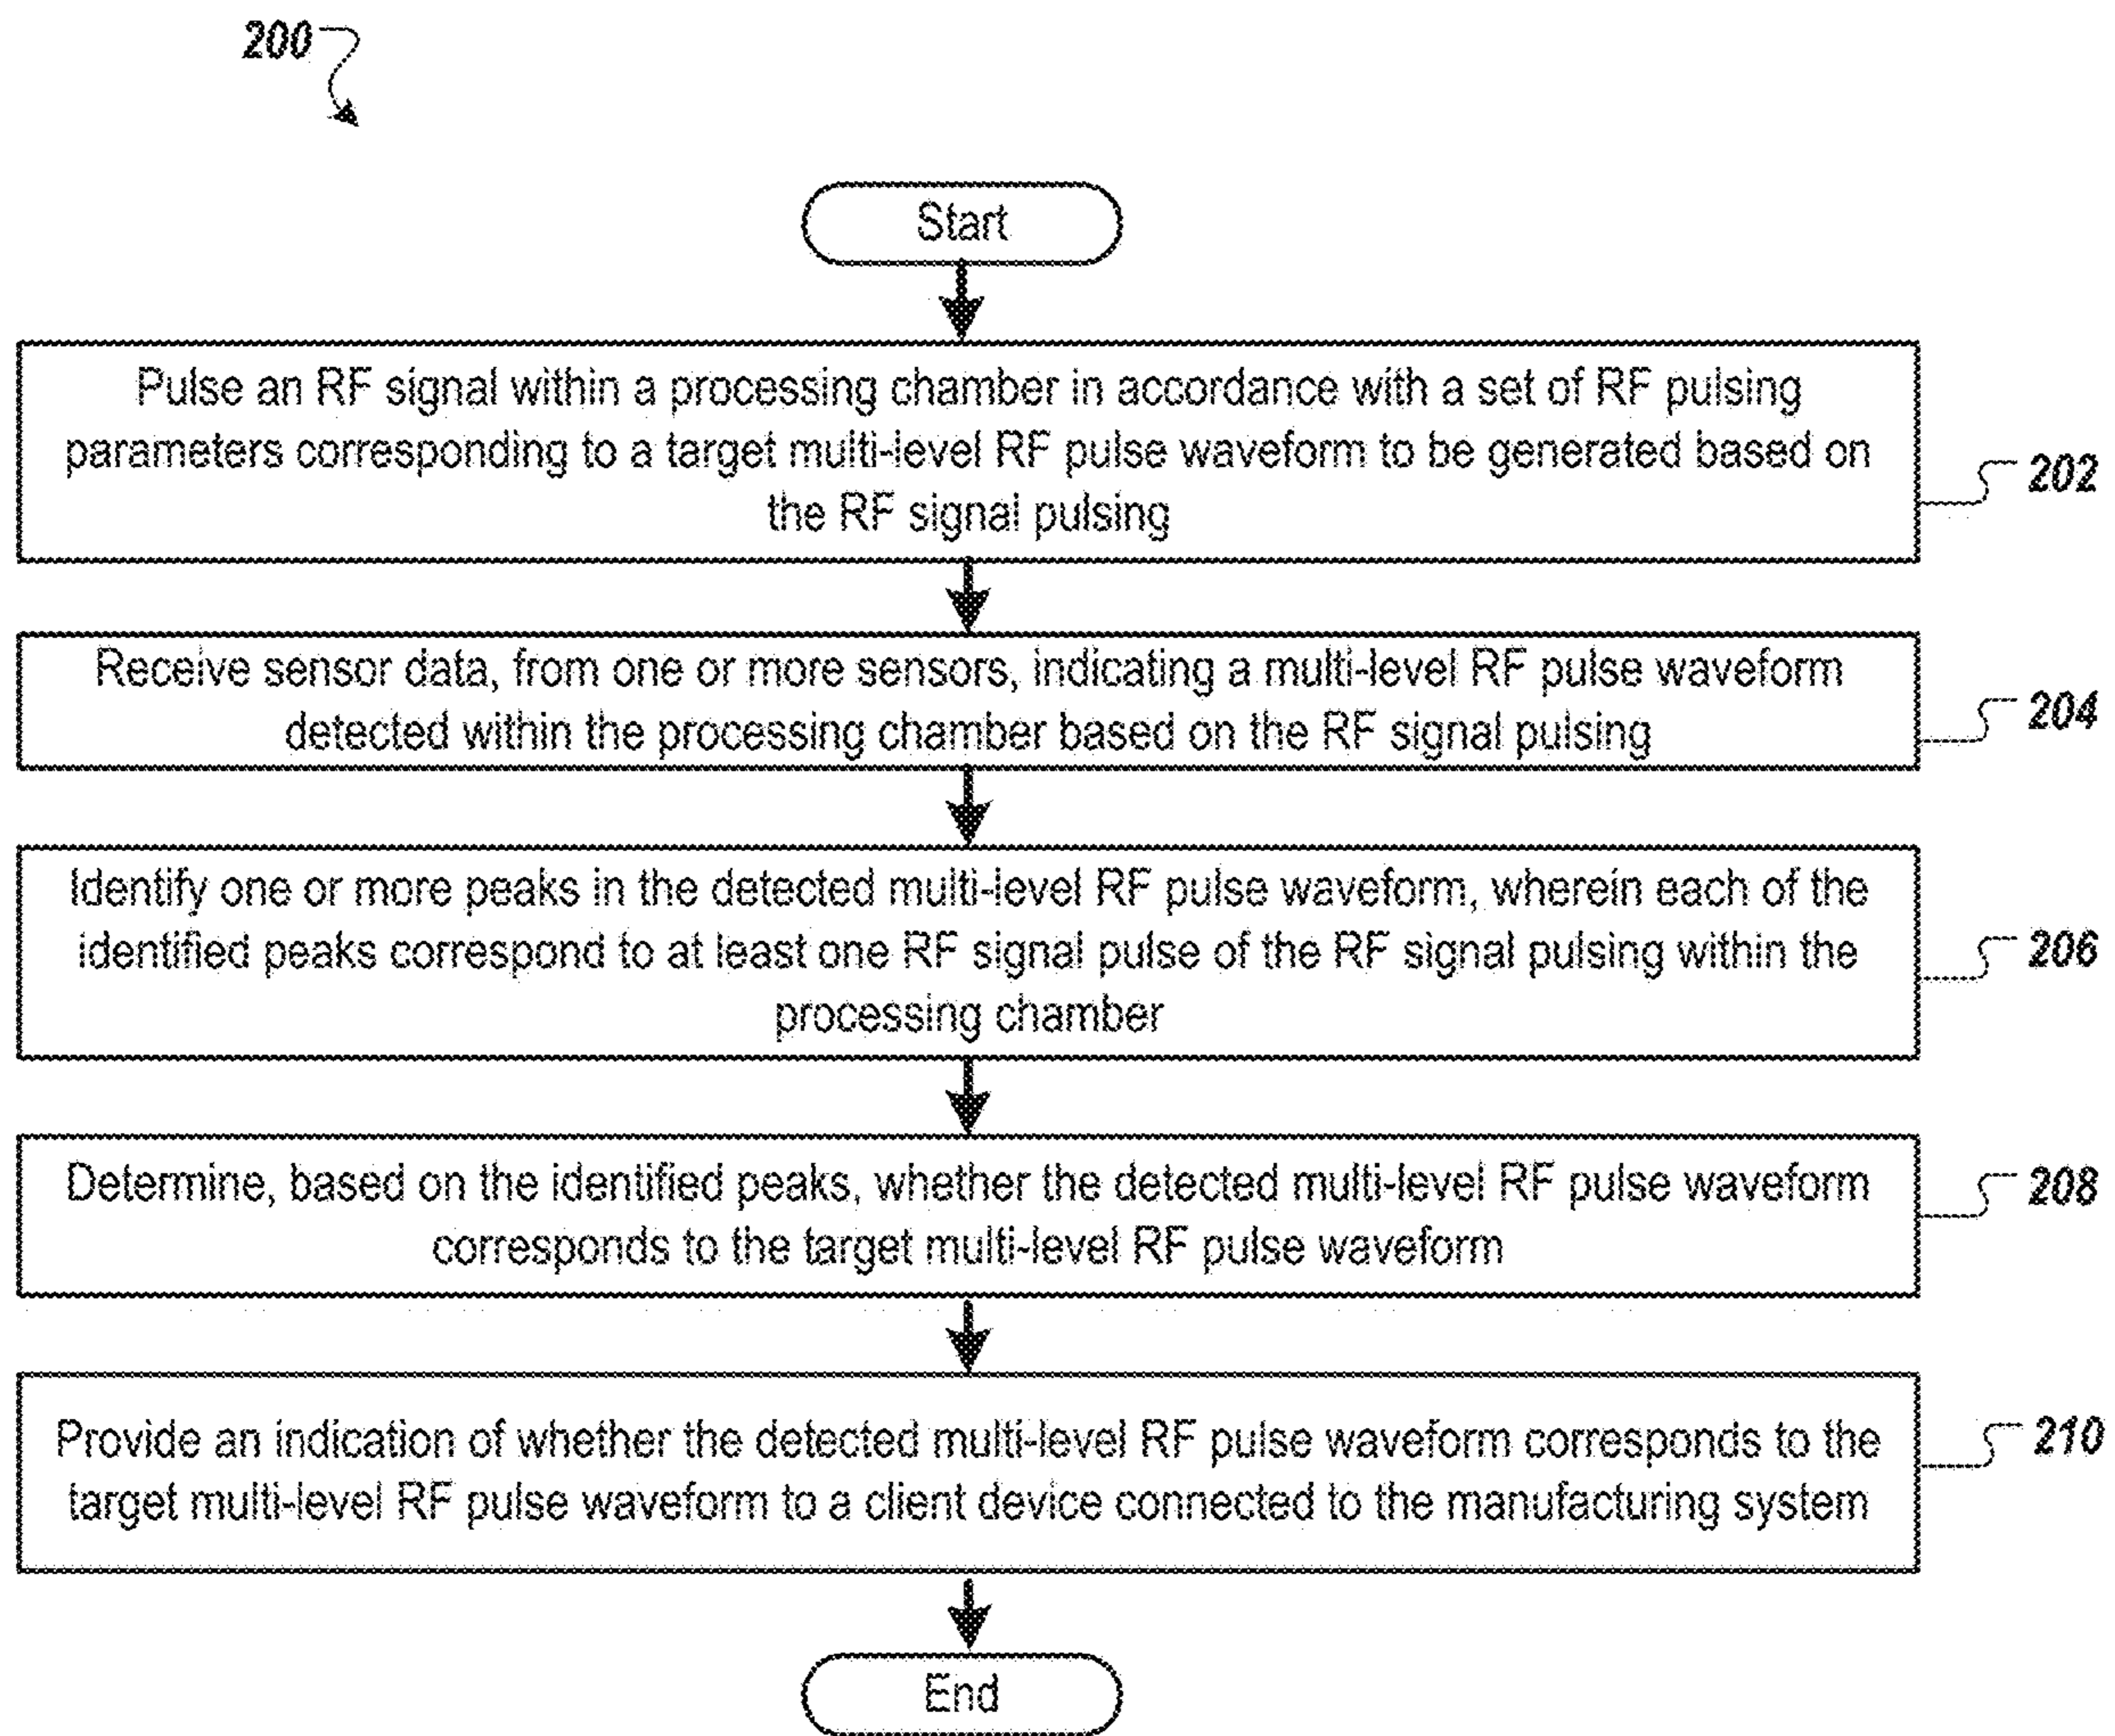 200
Start
Pulse an RF signal within a processing chamber in accordance with a set of RF pulsing
parameters corresponding to a target multi-level RF pulse waveform to be generated based on
the RF signal pulsing
202
Receive sensor data, from one or more sensors, indicating a multi-level RF pulse waveform
detected within the processing chamber based on the RF signal pulsing
204
Identify one or more peaks in the detected multi-level RF pulse waveform, wherein each of the
identified peaks correspond to at least one RF signal pulse of the RF signal pulsing within the
processing chamber
206
Determine, based on the identified peaks, whether the detected multi-level RF pulse waveform
corresponds to the target multi-level RF pulse waveform
208
Provide an indication of whether the detected multi-level RF pulse waveform corresponds to the
target multi-level RF pulse waveform to a client device connected to the manufacturing system
210
End